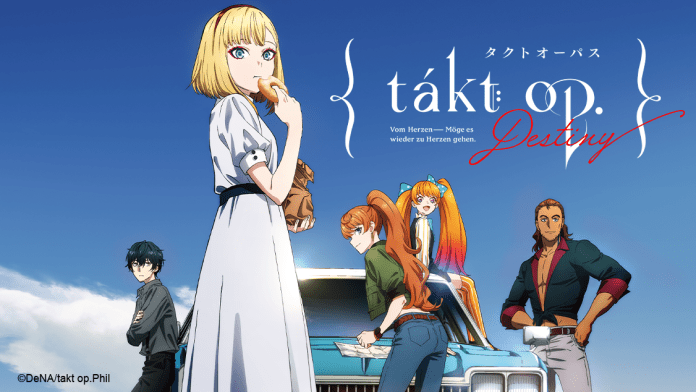 タクトオーパス
{ takt op. }
Destiny
Vom Herzen— Möge es
wieder zu Herzen gehen.
©DeNA/takt op.Phil